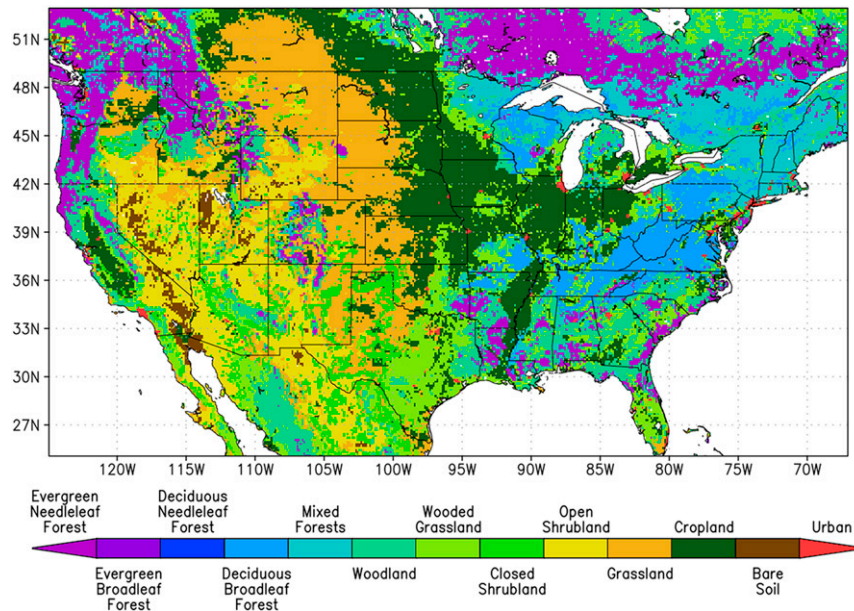 51N
48N
45N
42N
39N
36N
33N
30N
27N
120W 115W 110W 105W 100W 95W 90W 85W 80W 75W 70W
Evergreen Deciduous Wooded Open
Needleleaf Needleleaf Mixed Grassland Shrubland Cropland Urban
Forest Forest Forests
Evergreen Deciduous Woodland Closed Grassland Bare
Broadleaf Broadleaf Shrubland Soil
Forest Forest